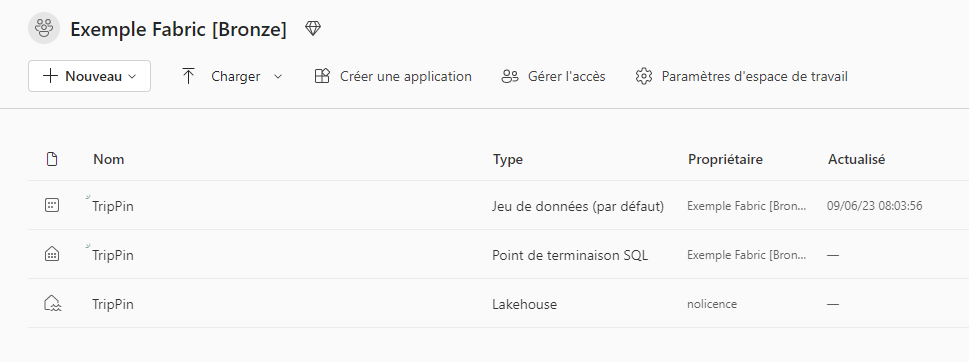 Exemple Fabric [Bronze]
Nouveau Charger Créer une application Gérer l'accès Paramètres d'espace de travail
Nom Type Propriétaire Actualisé
TripPin Jeu de données (par défaut) Exemple Fabric [Bron... 09/06/23 08:03:56
TripPin Point de terminaison SQL Exemple Fabric [Bron... —
TripPin Lakehouse nolicence —